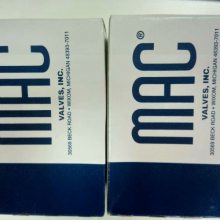 mAC
VALVES, INC.
30569 BECK ROAD • WIXOM, MICHIGAN 48393-7011
mAC®
VALVES, INC.
30569 BECK ROAD • WIXOM, MICHIGAN 48393-7011